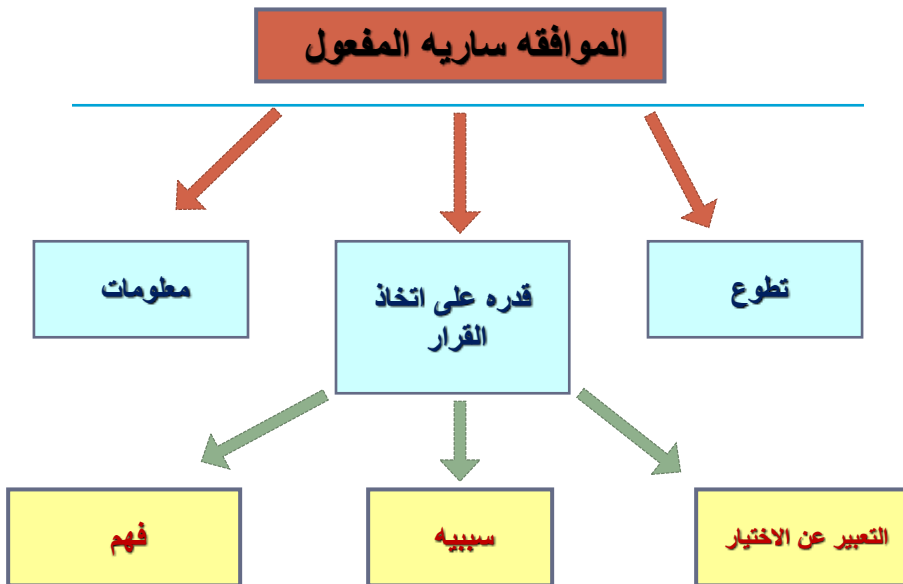 الموافقه ساريه المفعول
تطوع
قدره على اتخاذ
القرار
معلومات
التعبير عن الاختيار
سببيه
فهم